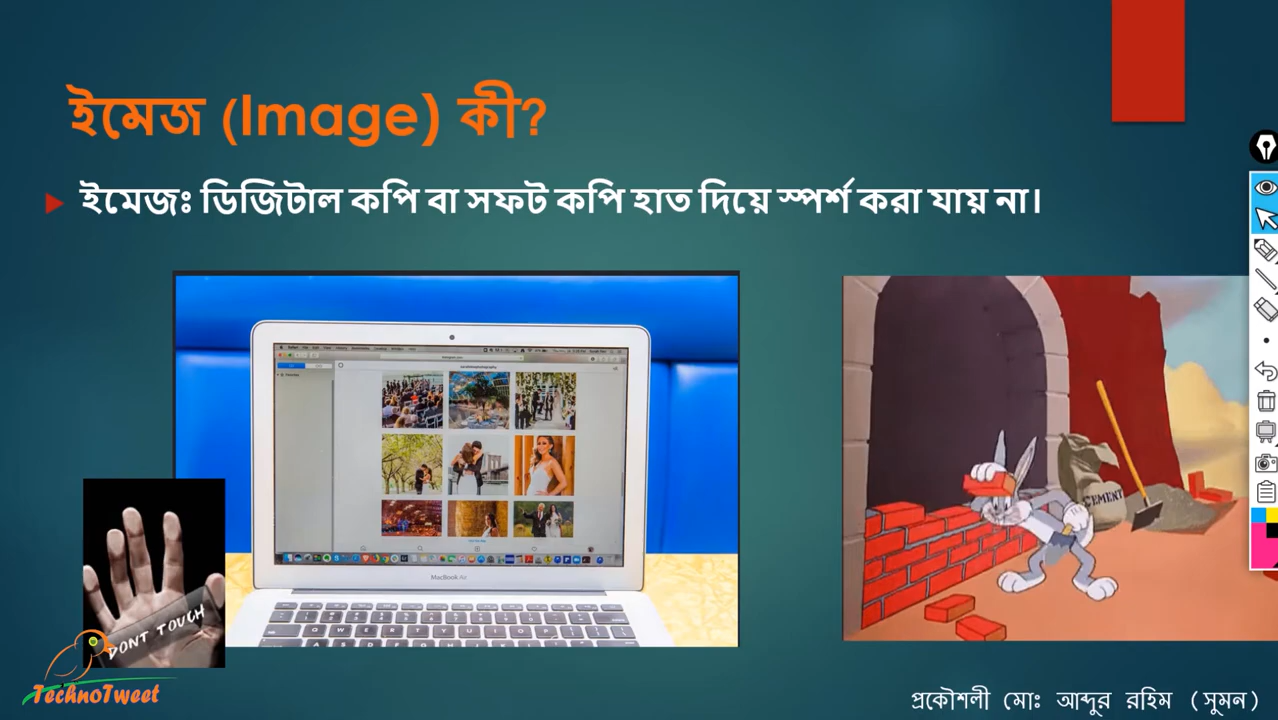 ইমেজ (Image) কী?
ইমেজঃ ডিজিটাল কপি বা সফট কপি হাত দিয়ে স্পর্শ করা যায় না।
CEMENT
MacBook Air
DONT TOUCH
TechnoTweet
প্রকৌশলী মোঃ আব্দুর রহিম (সুমন)